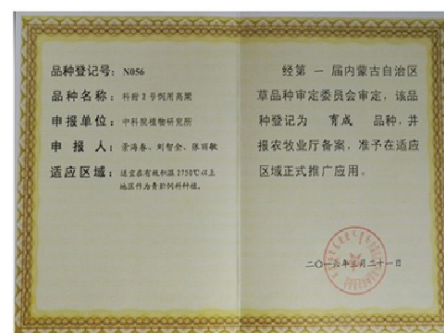 品种登记号：N056
品种名称：科甜2号饲用高粱
申报单位：中科院植物研究所
申报人：景海春、刘智全、张丽敏
适应区域：适宜在有效积温2750℃以上
地区作为青贮饲料种植。
经第一届内蒙古自治区
草品种审定委员会审定，该品
种登记为 育成 品种，并
报农牧业厅备案，准予在适应
区域正式推广应用。
二〇一六年三月二十一日